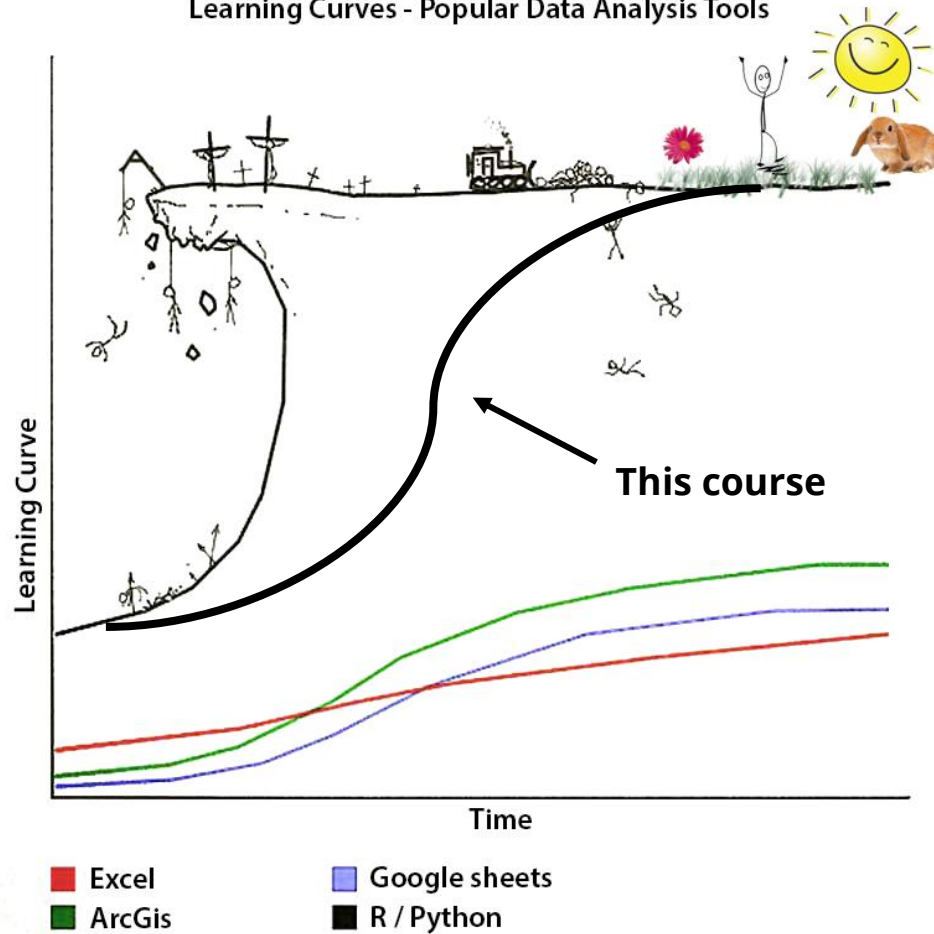 Learning Curves - Popular Data Analysis Tools
Learning Curve
This course
Time
Excel
Google sheets
ArcGis
R / Python